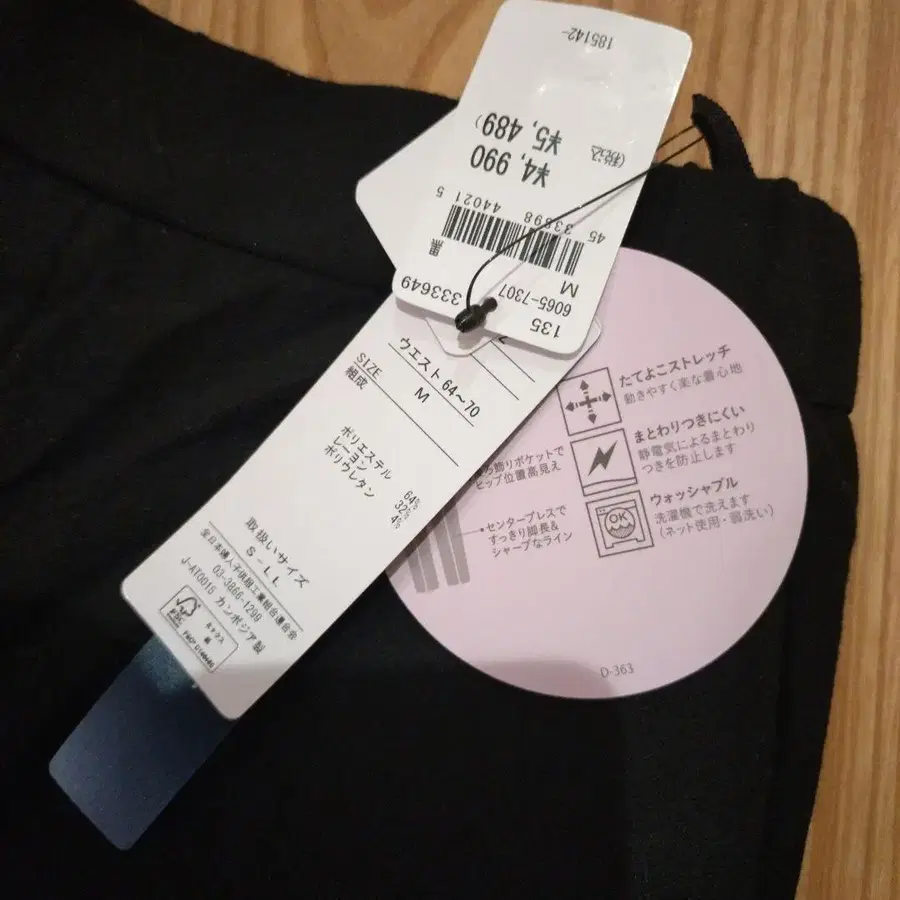 185142-
¥4,990
(税込 ¥5,489)
45 33898 44021 5
M 黒
6065-7307
135 333649
ウエスト 64〜70
SIZE M
組成
ポリエステル 64%
レーヨン 32%
ポリウレタン 4%
取扱いサイズ
S - LL
全日本婦人子供服工業組合連合会
03-3866-1299
J-AT0016 カンボジア製
FSC
たてよこストレッチ
動きやすく楽な着心地
まとわりつきにくい
静電気によるまとわり
つきを防止します
OK
ウォッシャブル
洗濯機で洗えます
(ネット使用・弱洗い)
飾りポケットで
ヒップ位置高見え
•センタープレスで
すっきり脚長&
シャープなライン
D-363